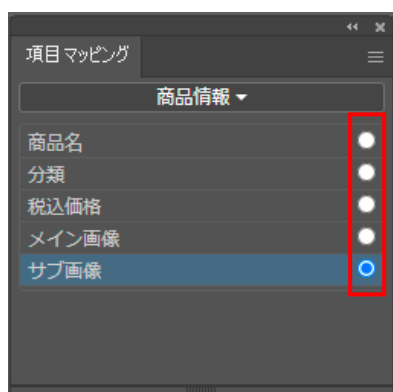 項目マッピング
商品情報
商品名
分類
税込価格
メイン画像
サブ画像